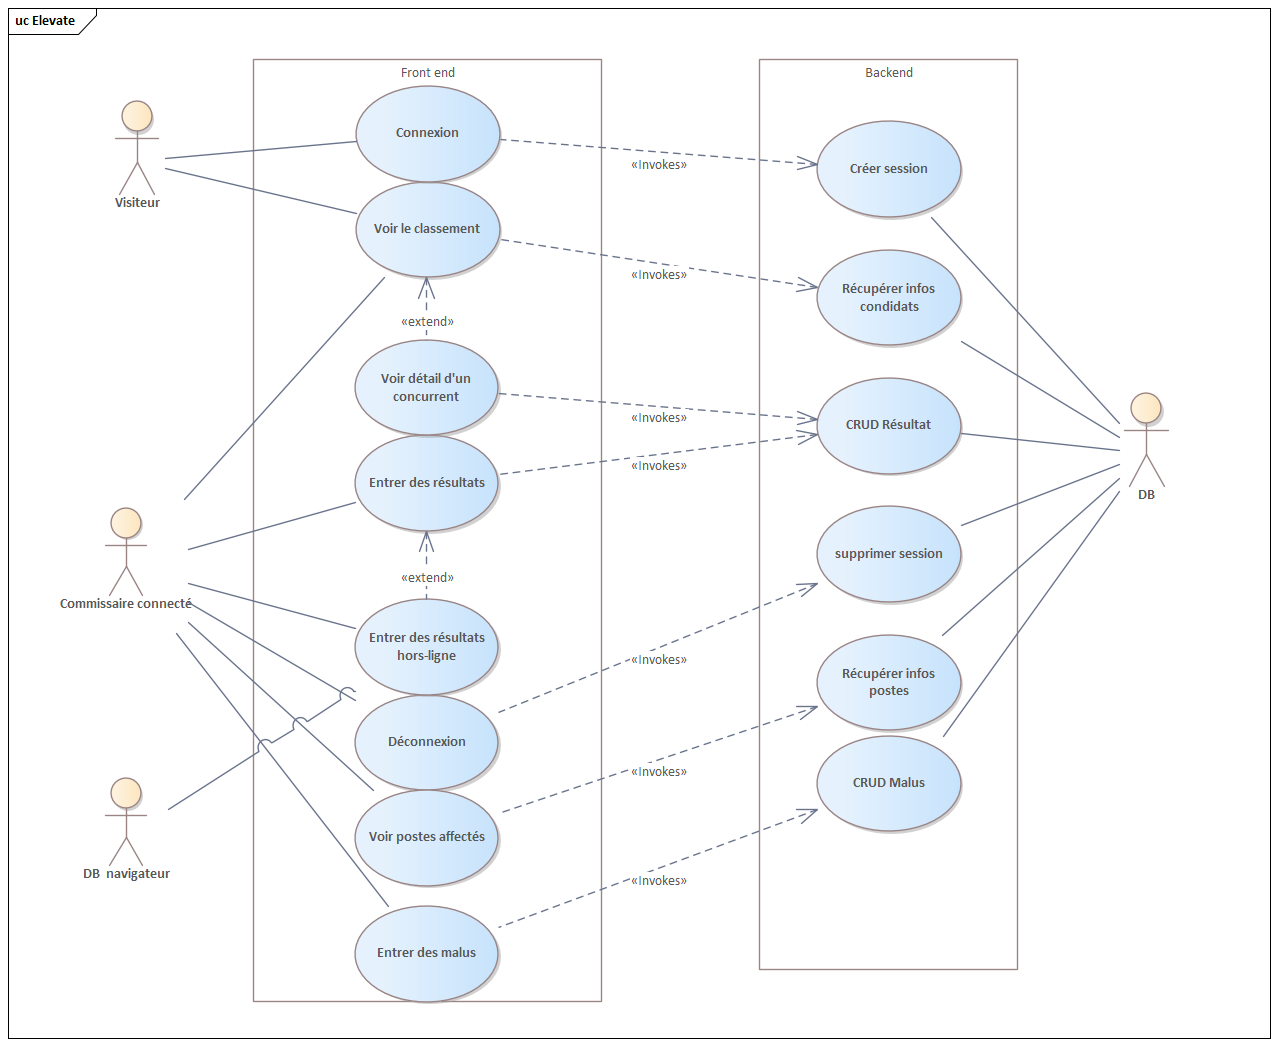 uc Elevate
Front end
Backend
Visiteur
Connexion
«Invokes»
Créer session
Voir le classement
«Invokes»
Récupérer infos
condidats
«extend»
Voir détail d'un
concurrent
«Invokes»
CRUD Résultat
Entrer des résultats
«Invokes»
DB
supprimer session
«extend»
Commissaire connecté
Entrer des résultats
hors-ligne
«Invokes»
Récupérer infos
postes
Déconnexion
«Invokes»
CRUD Malus
Voir postes affectés
DB navigateur
«Invokes»
Entrer des malus